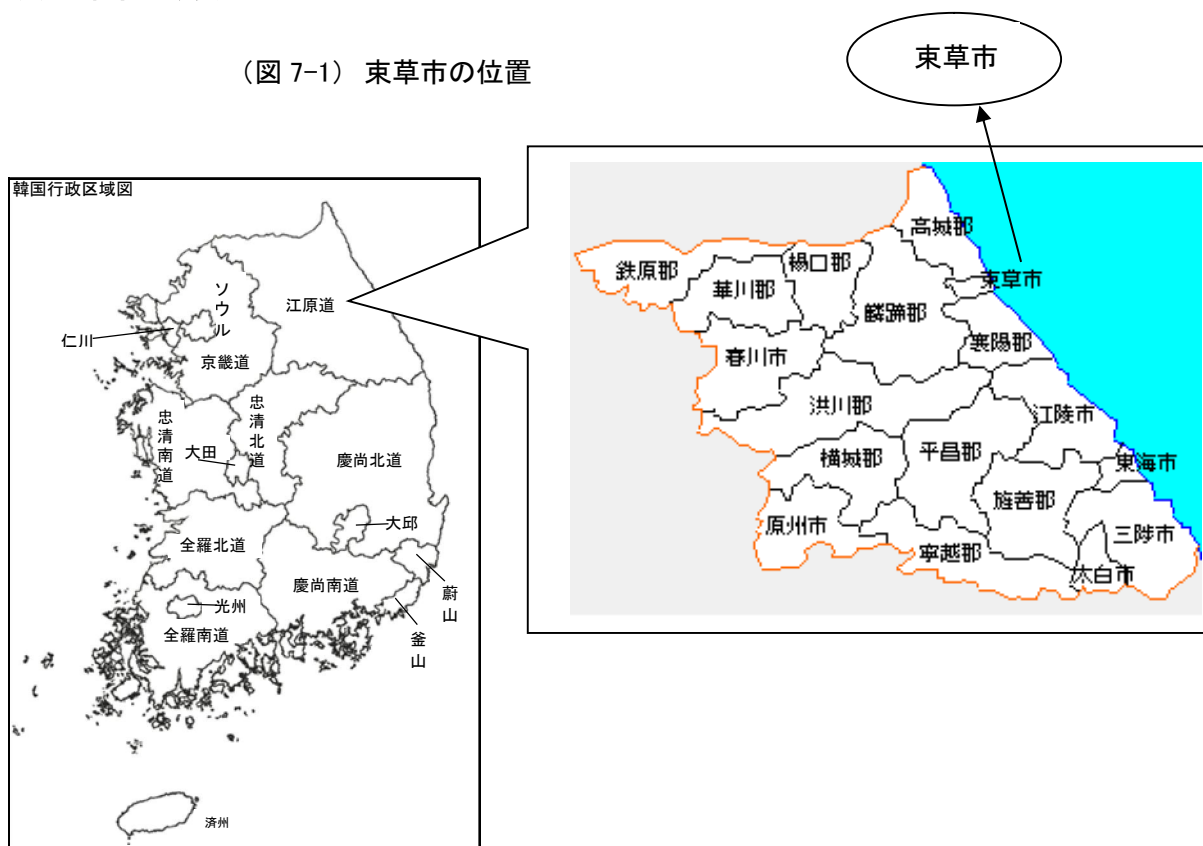 (図 7-1) 束草市の位置
束草市
韓国行政区域図
ソウル
江原道
仁川
京畿道
忠清南道
忠清北道
大田
慶尚北道
大邱
全羅北道
慶尚南道
蔚山
光州
釜山
全羅南道
済州
高城郡
鉄原郡
楊口郡
束草市
華川郡
麟蹄郡
襄陽郡
春川市
洪川郡
江陵市
横城郡
平昌郡
東海市
旌善郡
原州市
三陟市
寧越郡
太白市